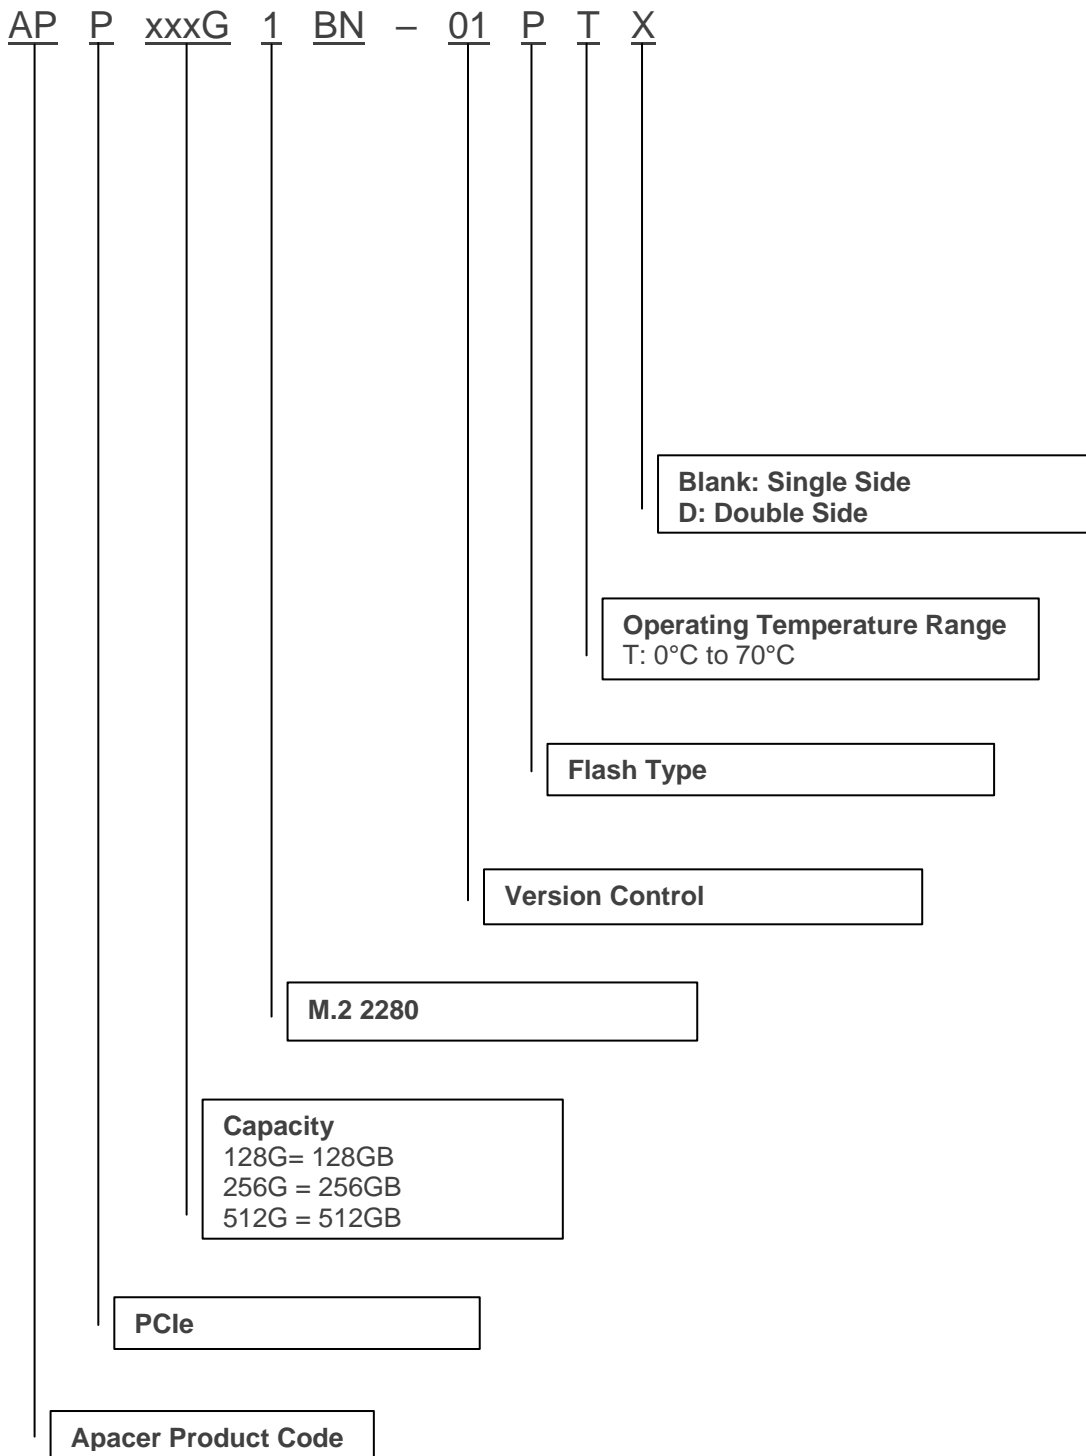 AP P xxxG 1 BN – 01 P T X
Blank: Single Side
D: Double Side
Operating Temperature Range
T: 0°C to 70°C
Flash Type
Version Control
M.2 2280
Capacity
128G= 128GB
256G = 256GB
512G = 512GB
PCIe
Apacer Product Code